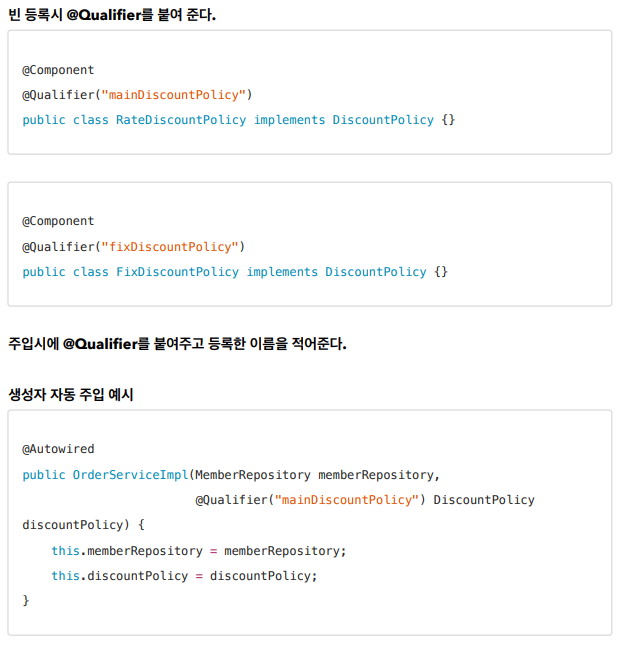 빈 등록시 @Qualifier를 붙여 준다.
@Component
@Qualifier("mainDiscountPolicy")
public class RateDiscountPolicy implements DiscountPolicy {}
@Component
@Qualifier("fixDiscountPolicy")
public class FixDiscountPolicy implements DiscountPolicy {}
주입시에 @Qualifier를 붙여주고 등록한 이름을 적어준다.
생성자 자동 주입 예시
@Autowired
public OrderServiceImpl(MemberRepository memberRepository,
                        @Qualifier("mainDiscountPolicy") DiscountPolicy
discountPolicy) {
    this.memberRepository = memberRepository;
    this.discountPolicy = discountPolicy;
}